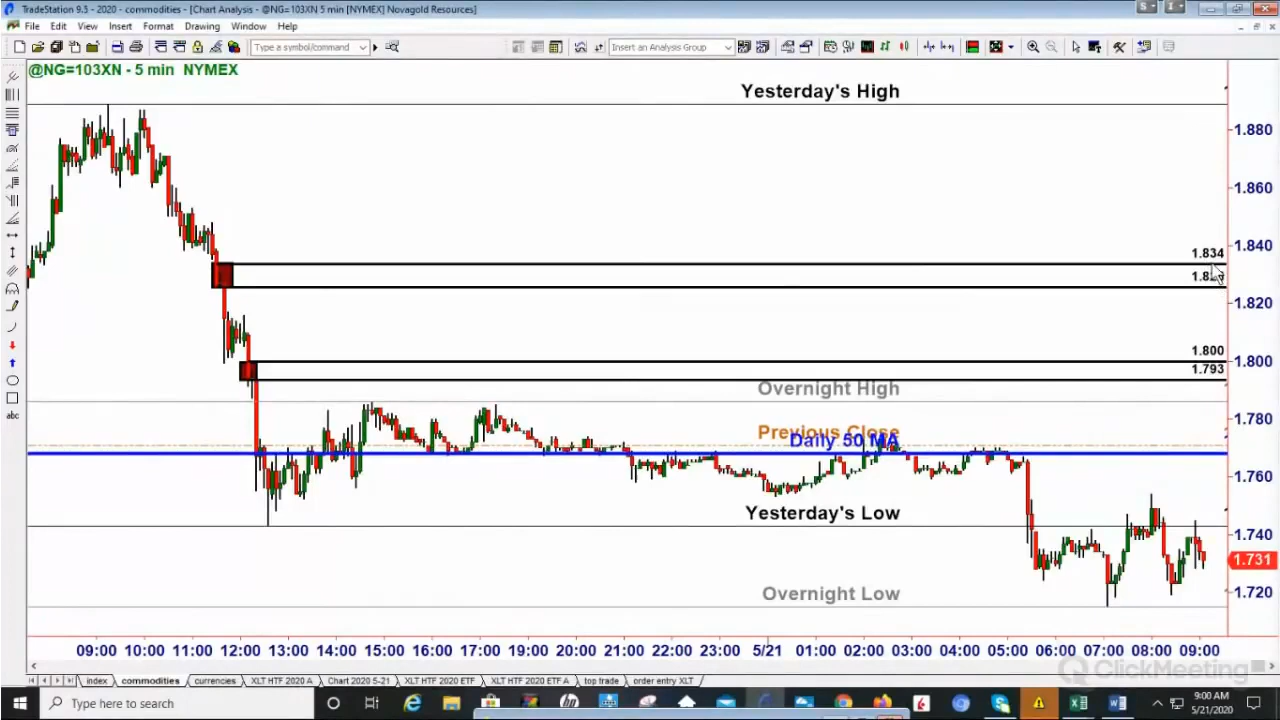 TradeStation 9.5 - 2020 - commodities - [Chart Analysis - @NG=103XN 5 min [NYMEX] Novagold Resources]
File Edit View Insert Format Drawing Window Help
Type a symbol/command
Insert an Analysis Group
@NG=103XN - 5 min NYMEX
Yesterday's High
1.880
1.860
1.840
1.834
1.820
1.800
1.800
1.793
Overnight High
1.780
Previous Close
Daily 50 MA
1.760
Yesterday's Low
1.740
1.731
Overnight Low
1.720
09:00 10:00 11:00 12:00 13:00 14:00 15:00 16:00 17:00 18:00 19:00 20:00 21:00 22:00 23:00 5/21 01:00 02:00 03:00 04:00 05:00 06:00 07:00 08:00 09:00
ClickMeeting
index commodities currencies XLT HTF 2020 A Chart 2020 5-21 XLT HTF 2020 ETF XLT HTF 2020 ETF A top trade order entry XLT
Type here to search
9:00 AM
5/21/2020
abc